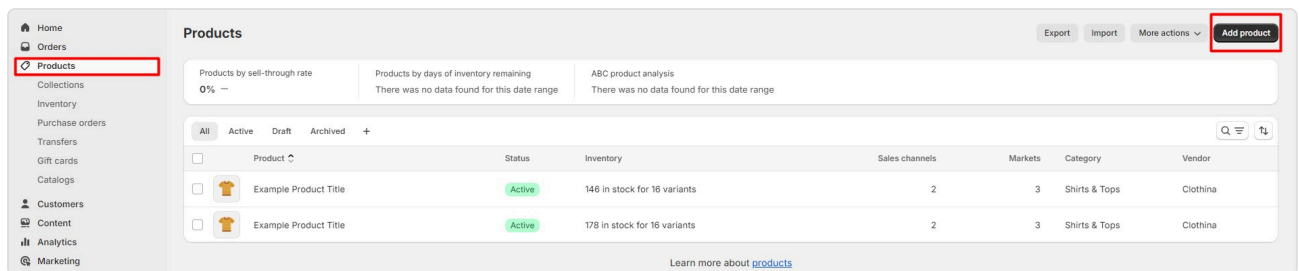 Home
Orders
Products
Collections
Inventory
Purchase orders
Transfers
Gift cards
Catalogs
Customers
Content
Analytics
Marketing
Products
Export Import More actions Add product
Products by sell-through rate Products by days of inventory remaining ABC product analysis
0% — There was no data found for this date range There was no data found for this date range
All Active Draft Archived +
Product Status Inventory Sales channels Markets Category Vendor
Example Product Title Active 146 in stock for 16 variants 2 3 Shirts & Tops Clothina
Example Product Title Active 178 in stock for 16 variants 2 3 Shirts & Tops Clothina
Learn more about products